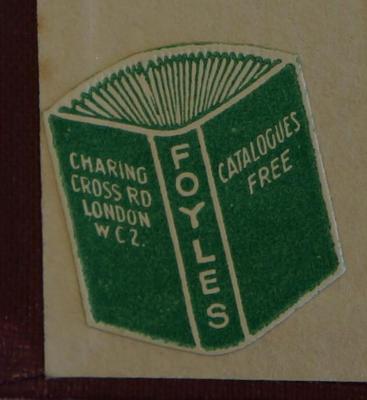 CHARING
CROSS RD
LONDON
W C 2.
FOYLES
CATALOGUES
FREE